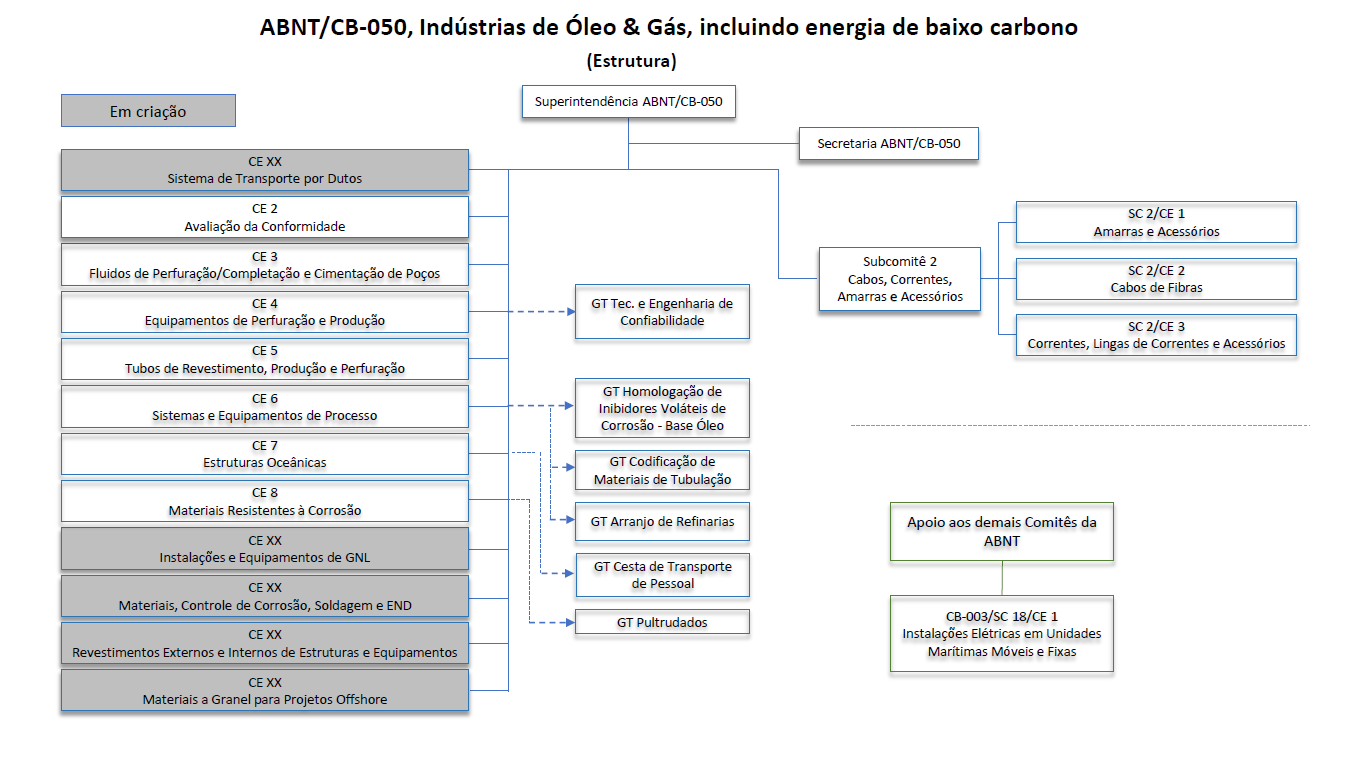 ABNT/CB-050, Indústrias de Óleo & Gás, incluindo energia de baixo carbono
(Estrutura)
Em criação
Superintendência ABNT/CB-050
Secretaria ABNT/CB-050
CE XX
Sistema de Transporte por Dutos
CE 2
Avaliação da Conformidade
CE 3
Fluidos de Perfuração/Completação e Cimentação de Poços
CE 4
Equipamentos de Perfuração e Produção
CE 5
Tubos de Revestimento, Produção e Perfuração
CE 6
Sistemas e Equipamentos de Processo
CE 7
Estruturas Oceânicas
CE 8
Materiais Resistentes à Corrosão
CE XX
Instalações e Equipamentos de GNL
CE XX
Materiais, Controle de Corrosão, Soldagem e END
CE XX
Revestimentos Externos e Internos de Estruturas e Equipamentos
CE XX
Materiais a Granel para Projetos Offshore
GT Tec. e Engenharia de
Confiabilidade
GT Homologação de
Inibidores Voláteis de
Corrosão - Base Óleo
GT Codificação de
Materiais de Tubulação
GT Arranjo de Refinarias
GT Cesta de Transporte
de Pessoal
GT Pultrudados
Subcomitê 2
Cabos, Correntes,
Amarras e Acessórios
SC 2/CE 1
Amarras e Acessórios
SC 2/CE 2
Cabos de Fibras
SC 2/CE 3
Correntes, Lingas de Correntes e Acessórios
Apoio aos demais Comitês da
ABNT
CB-003/SC 18/CE 1
Instalações Elétricas em Unidades
Marítimas Móveis e Fixas